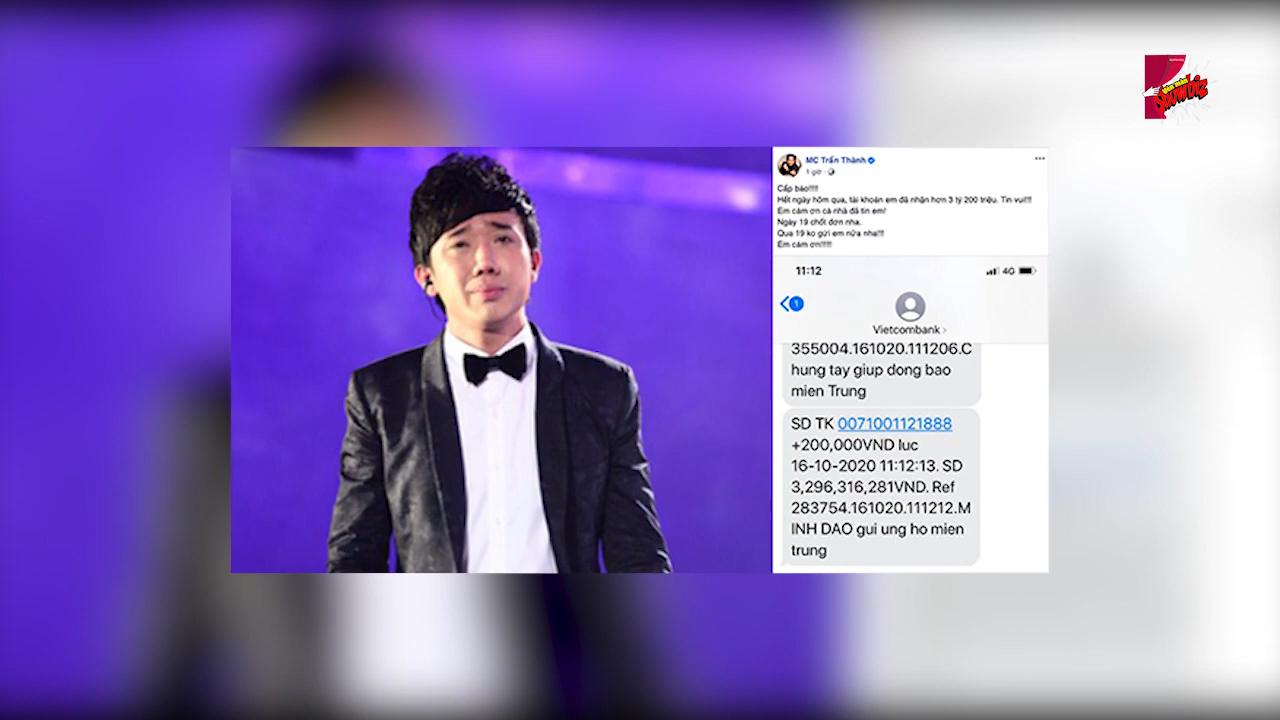 Showbiz
MC Trấn Thành
1 giờ
Cấp báo!!!!
Hết ngày hôm qua, tài khoản em đã nhận hơn 3 tỷ 200 triệu. Tin vui!!!
Em cám ơn cả nhà đã tin em!
Ngày 19 chốt đơn nha.
Qua 19 ko gửi em nữa nha!!!
Em cám ơn!!!!!
11:12
4G
1
Vietcombank
355004.161020.111206.C
hung tay giup dong bao
mien Trung
SD TK 0071001121888
+200,000VND luc
16-10-2020 11:12:13. SD
3,296,316,281VND. Ref
283754.161020.111212.M
INH DAO gui ung ho mien
trung